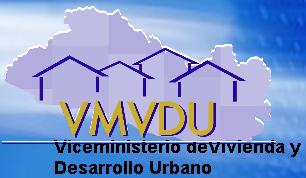 VMVDU
Viceministerio deVivienda y
Desarrollo Urbano